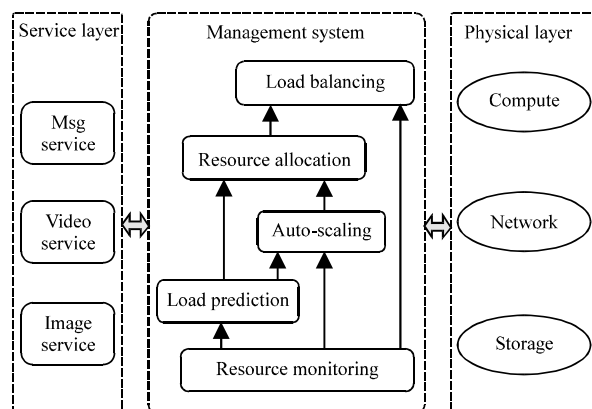 Service layer
Msg
service
Video
service
Image
service
Management system
Load balancing
Resource allocation
Auto-scaling
Load prediction
Resource monitoring
Physical layer
Compute
Network
Storage